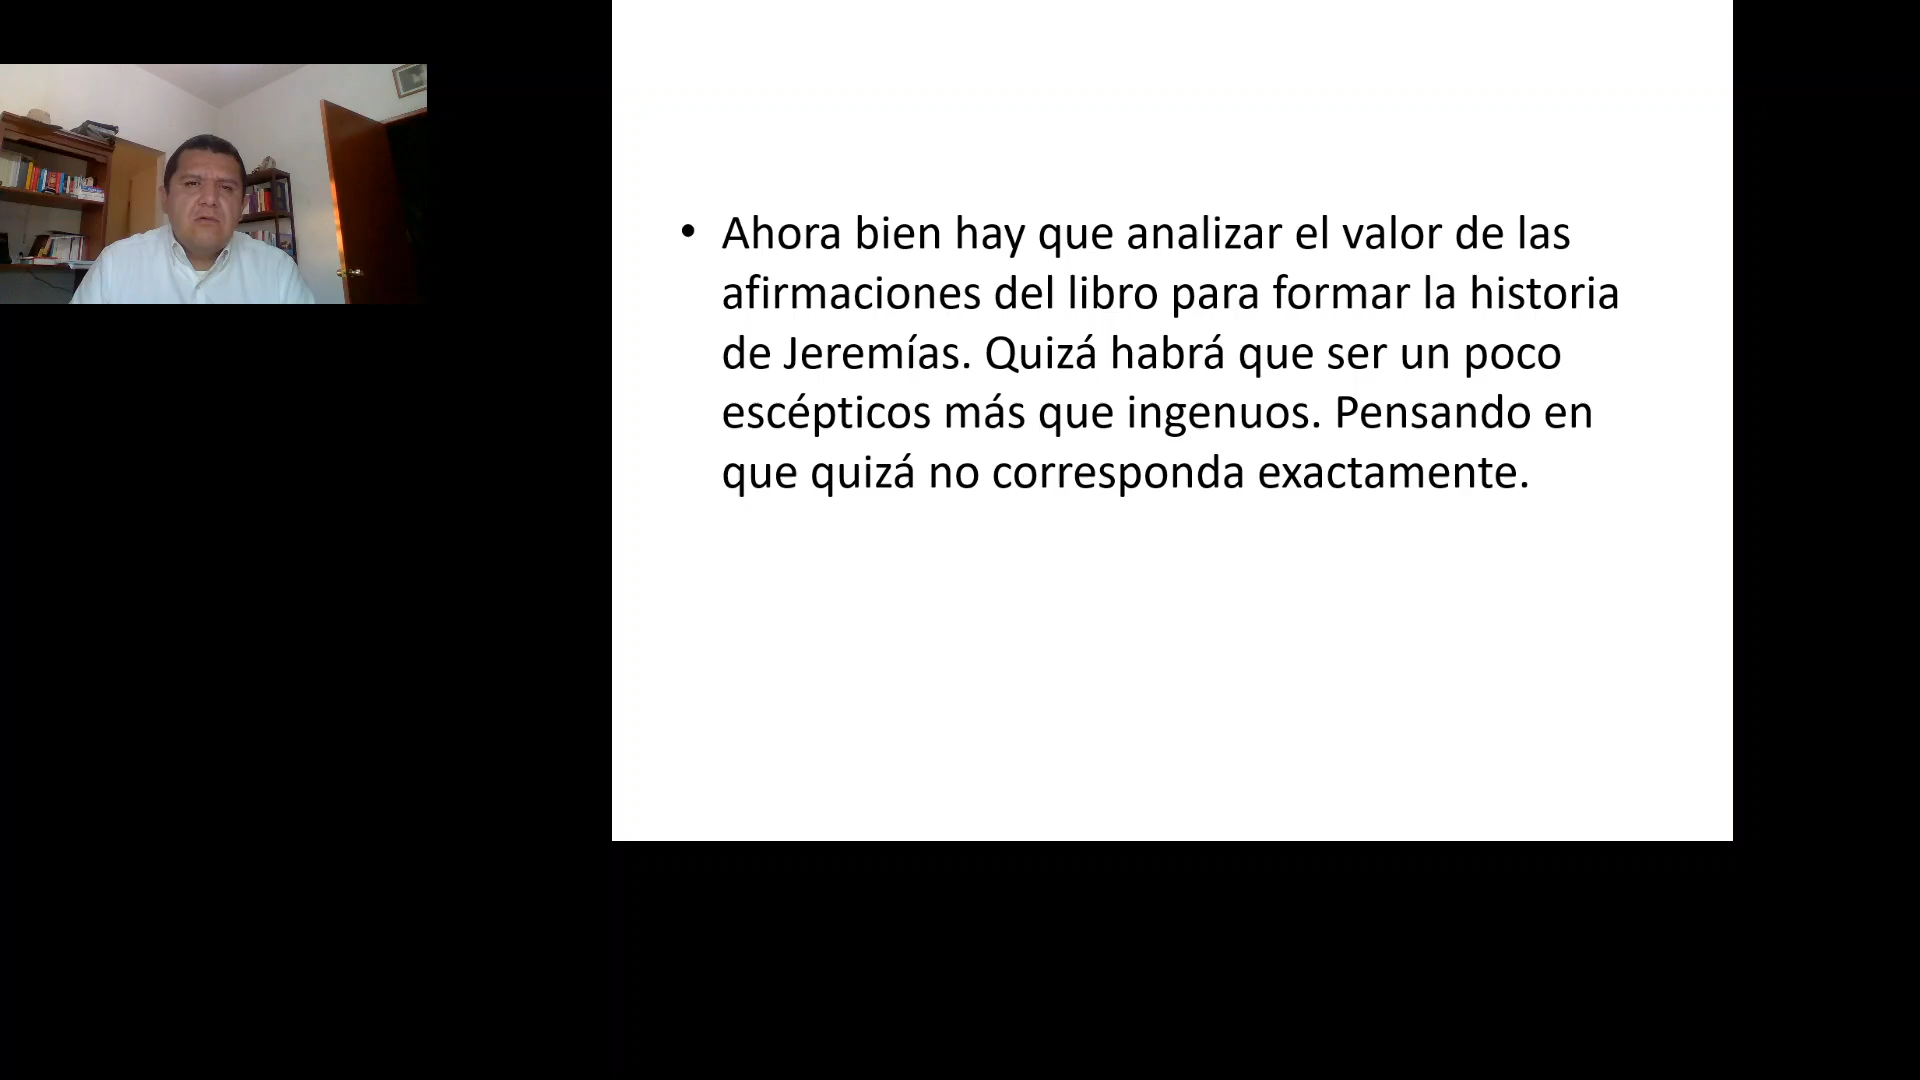 • Ahora bien hay que analizar el valor de las
afirmaciones del libro para formar la historia
de Jeremías. Quizá habrá que ser un poco
escépticos más que ingenuos. Pensando en
que quizá no corresponda exactamente.